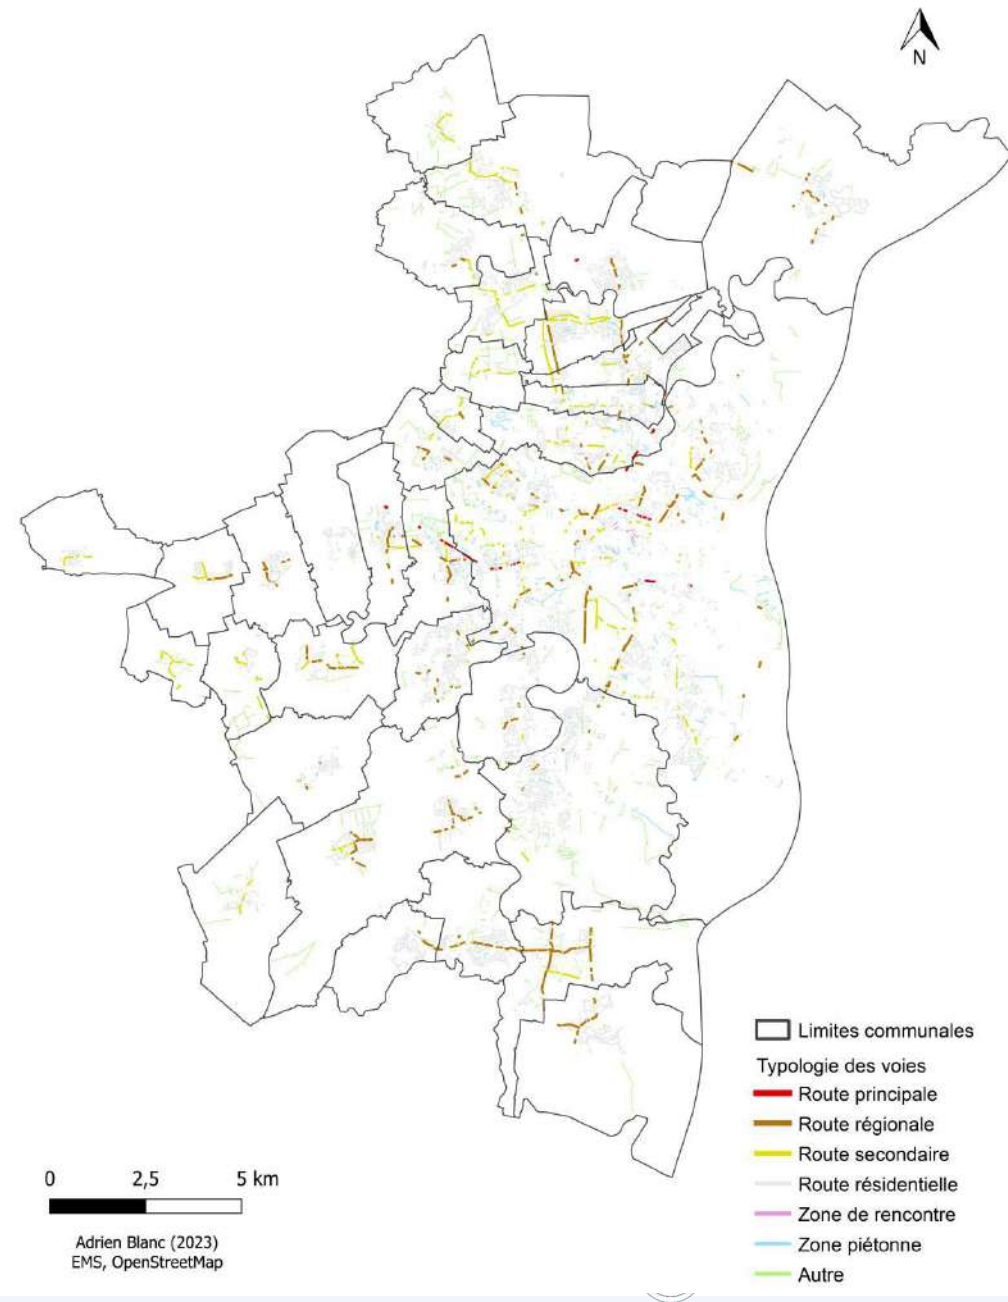 N
Limites communales
Typologie des voies
Route principale
Route régionale
Route secondaire
Route résidentielle
Zone de rencontre
Zone piétonne
Autre
0 2,5 5 km
Adrien Blanc (2023)
EMS, OpenStreetMap